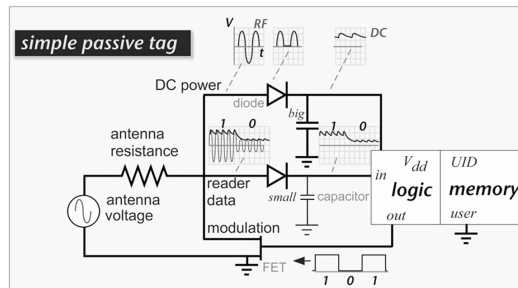 simple passive tag
V
RF
t
DC
DC power
diode
big
1 0
1 0
antenna
resistance
antenna
voltage
reader
data
small
capacitor
in
Vdd
logic
out
UID
memory
user
modulation
FET
1 0 1